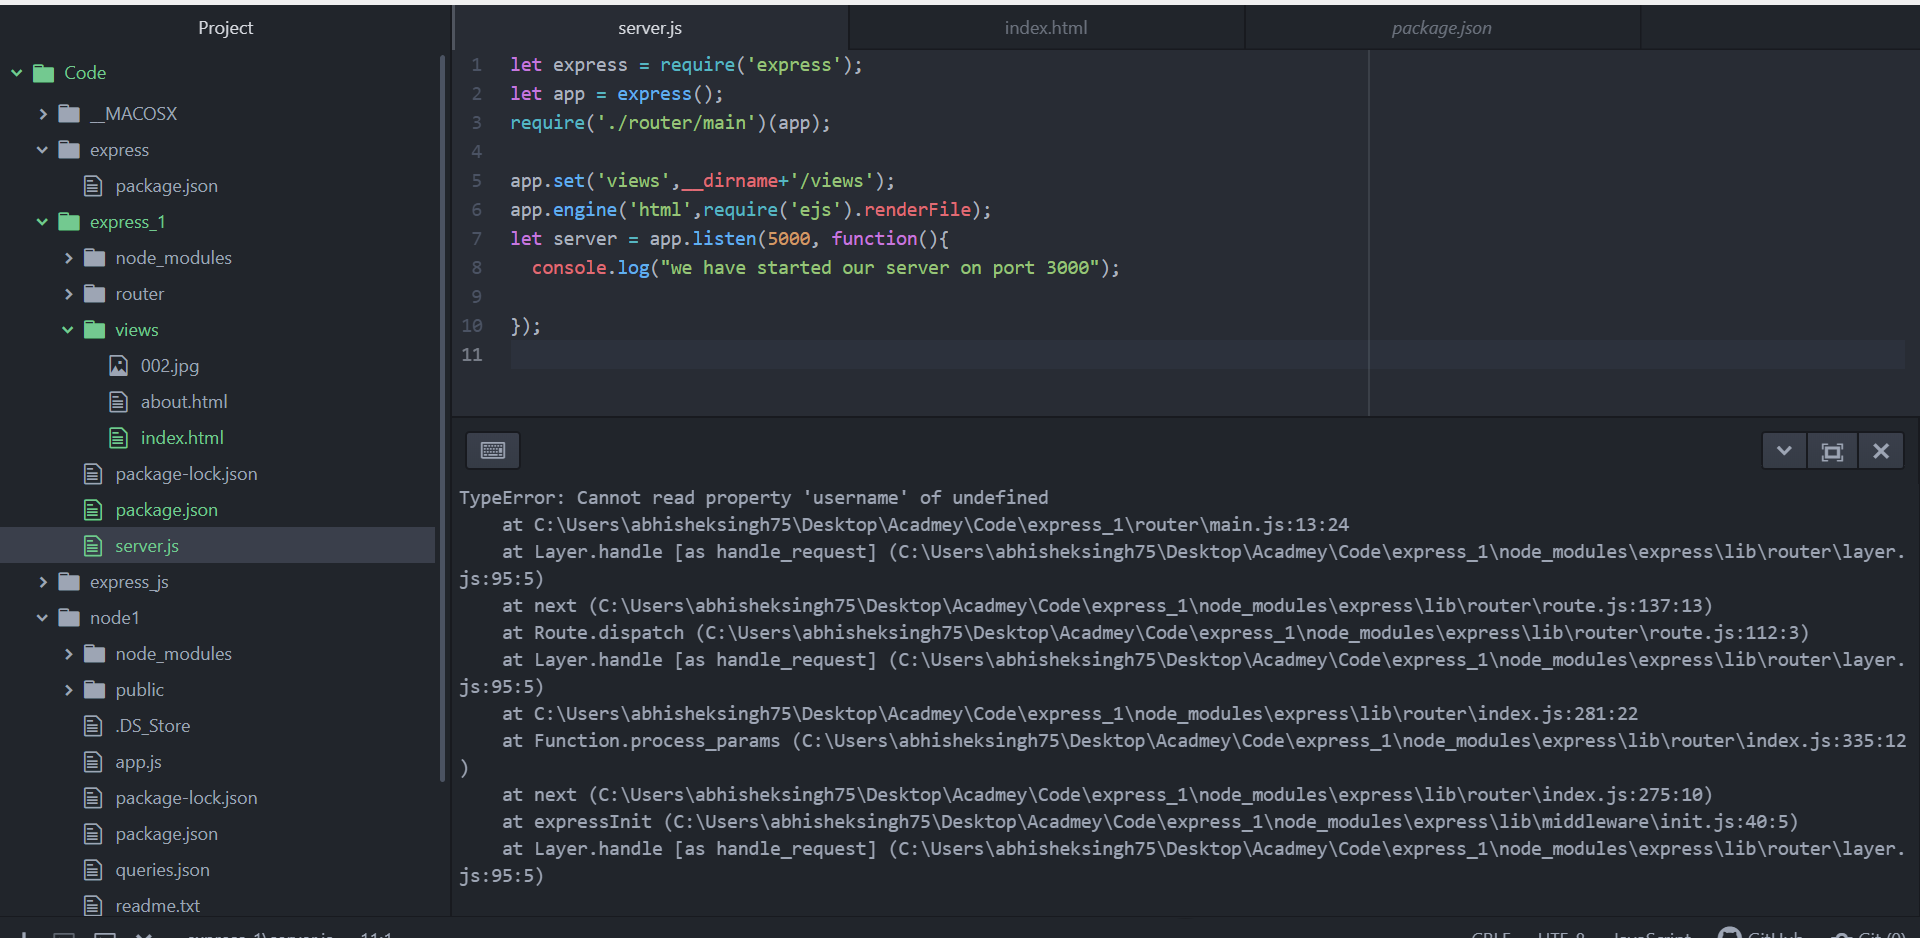 Project
Code
__MACOSX
express
package.json
express_1
node_modules
router
views
002.jpg
about.html
index.html
package-lock.json
package.json
server.js
express_js
node1
node_modules
public
.DS_Store
app.js
package-lock.json
package.json
queries.json
readme.txt
server.js
index.html
package.json
1 let express = require('express');
2 let app = express();
3 require('./router/main')(app);
4
5 app.set('views',__dirname+'/views');
6 app.engine('html',require('ejs').renderFile);
7 let server = app.listen(5000, function(){
8 console.log("we have started our server on port 3000");
9
10 });
11
TypeError: Cannot read property 'username' of undefined
at C:\Users\abhisheksingh75\Desktop\Acadmey\Code\express_1\router\main.js:13:24
at Layer.handle [as handle_request] (C:\Users\abhisheksingh75\Desktop\Acadmey\Code\express_1\node_modules\express\lib\router\layer.
js:95:5)
at next (C:\Users\abhisheksingh75\Desktop\Acadmey\Code\express_1\node_modules\express\lib\router\route.js:137:13)
at Route.dispatch (C:\Users\abhisheksingh75\Desktop\Acadmey\Code\express_1\node_modules\express\lib\router\route.js:112:3)
at Layer.handle [as handle_request] (C:\Users\abhisheksingh75\Desktop\Acadmey\Code\express_1\node_modules\express\lib\router\layer.
js:95:5)
at C:\Users\abhisheksingh75\Desktop\Acadmey\Code\express_1\node_modules\express\lib\router\index.js:281:22
at Function.process_params (C:\Users\abhisheksingh75\Desktop\Acadmey\Code\express_1\node_modules\express\lib\router\index.js:335:12
)
at next (C:\Users\abhisheksingh75\Desktop\Acadmey\Code\express_1\node_modules\express\lib\router\index.js:275:10)
at expressInit (C:\Users\abhisheksingh75\Desktop\Acadmey\Code\express_1\node_modules\express\lib\middleware\init.js:40:5)
at Layer.handle [as handle_request] (C:\Users\abhisheksingh75\Desktop\Acadmey\Code\express_1\node_modules\express\lib\router\layer.
js:95:5)
express_1\server.js 11:1
CRLF UTF-8 JavaScript GitHub Git (0)